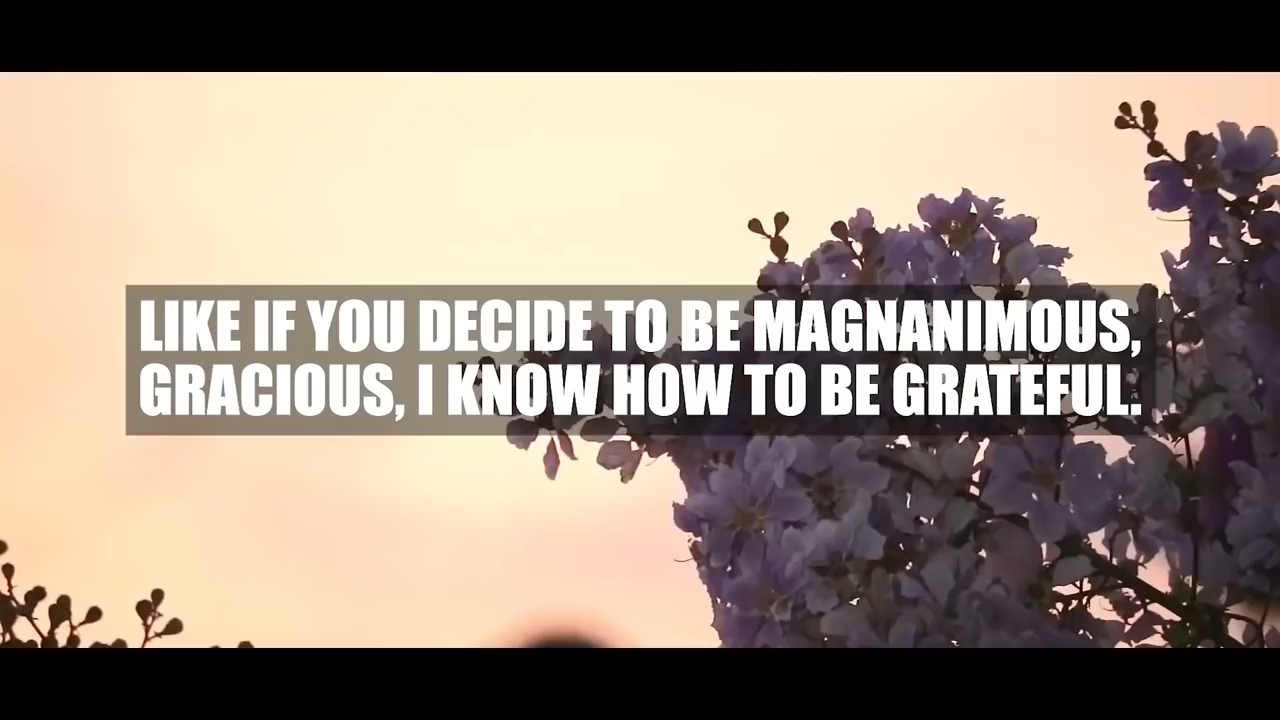 LIKE IF YOU DECIDE TO BE MAGNANIMOUS,
GRACIOUS, I KNOW HOW TO BE GRATEFUL.